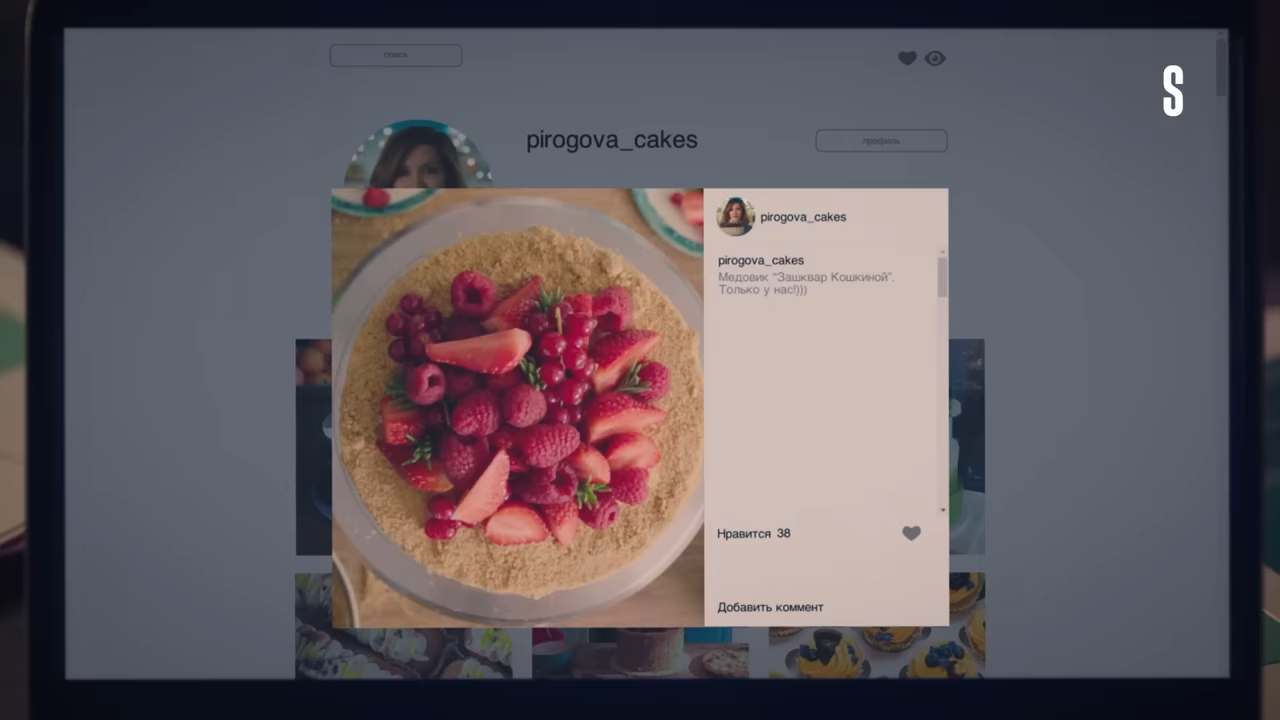 поиск
S
pirogova_cakes
профиль
pirogova_cakes
pirogova_cakes
Медовик "Зашквар Кошкиной".
Только у нас!)))
Нравится 38
Добавить коммент